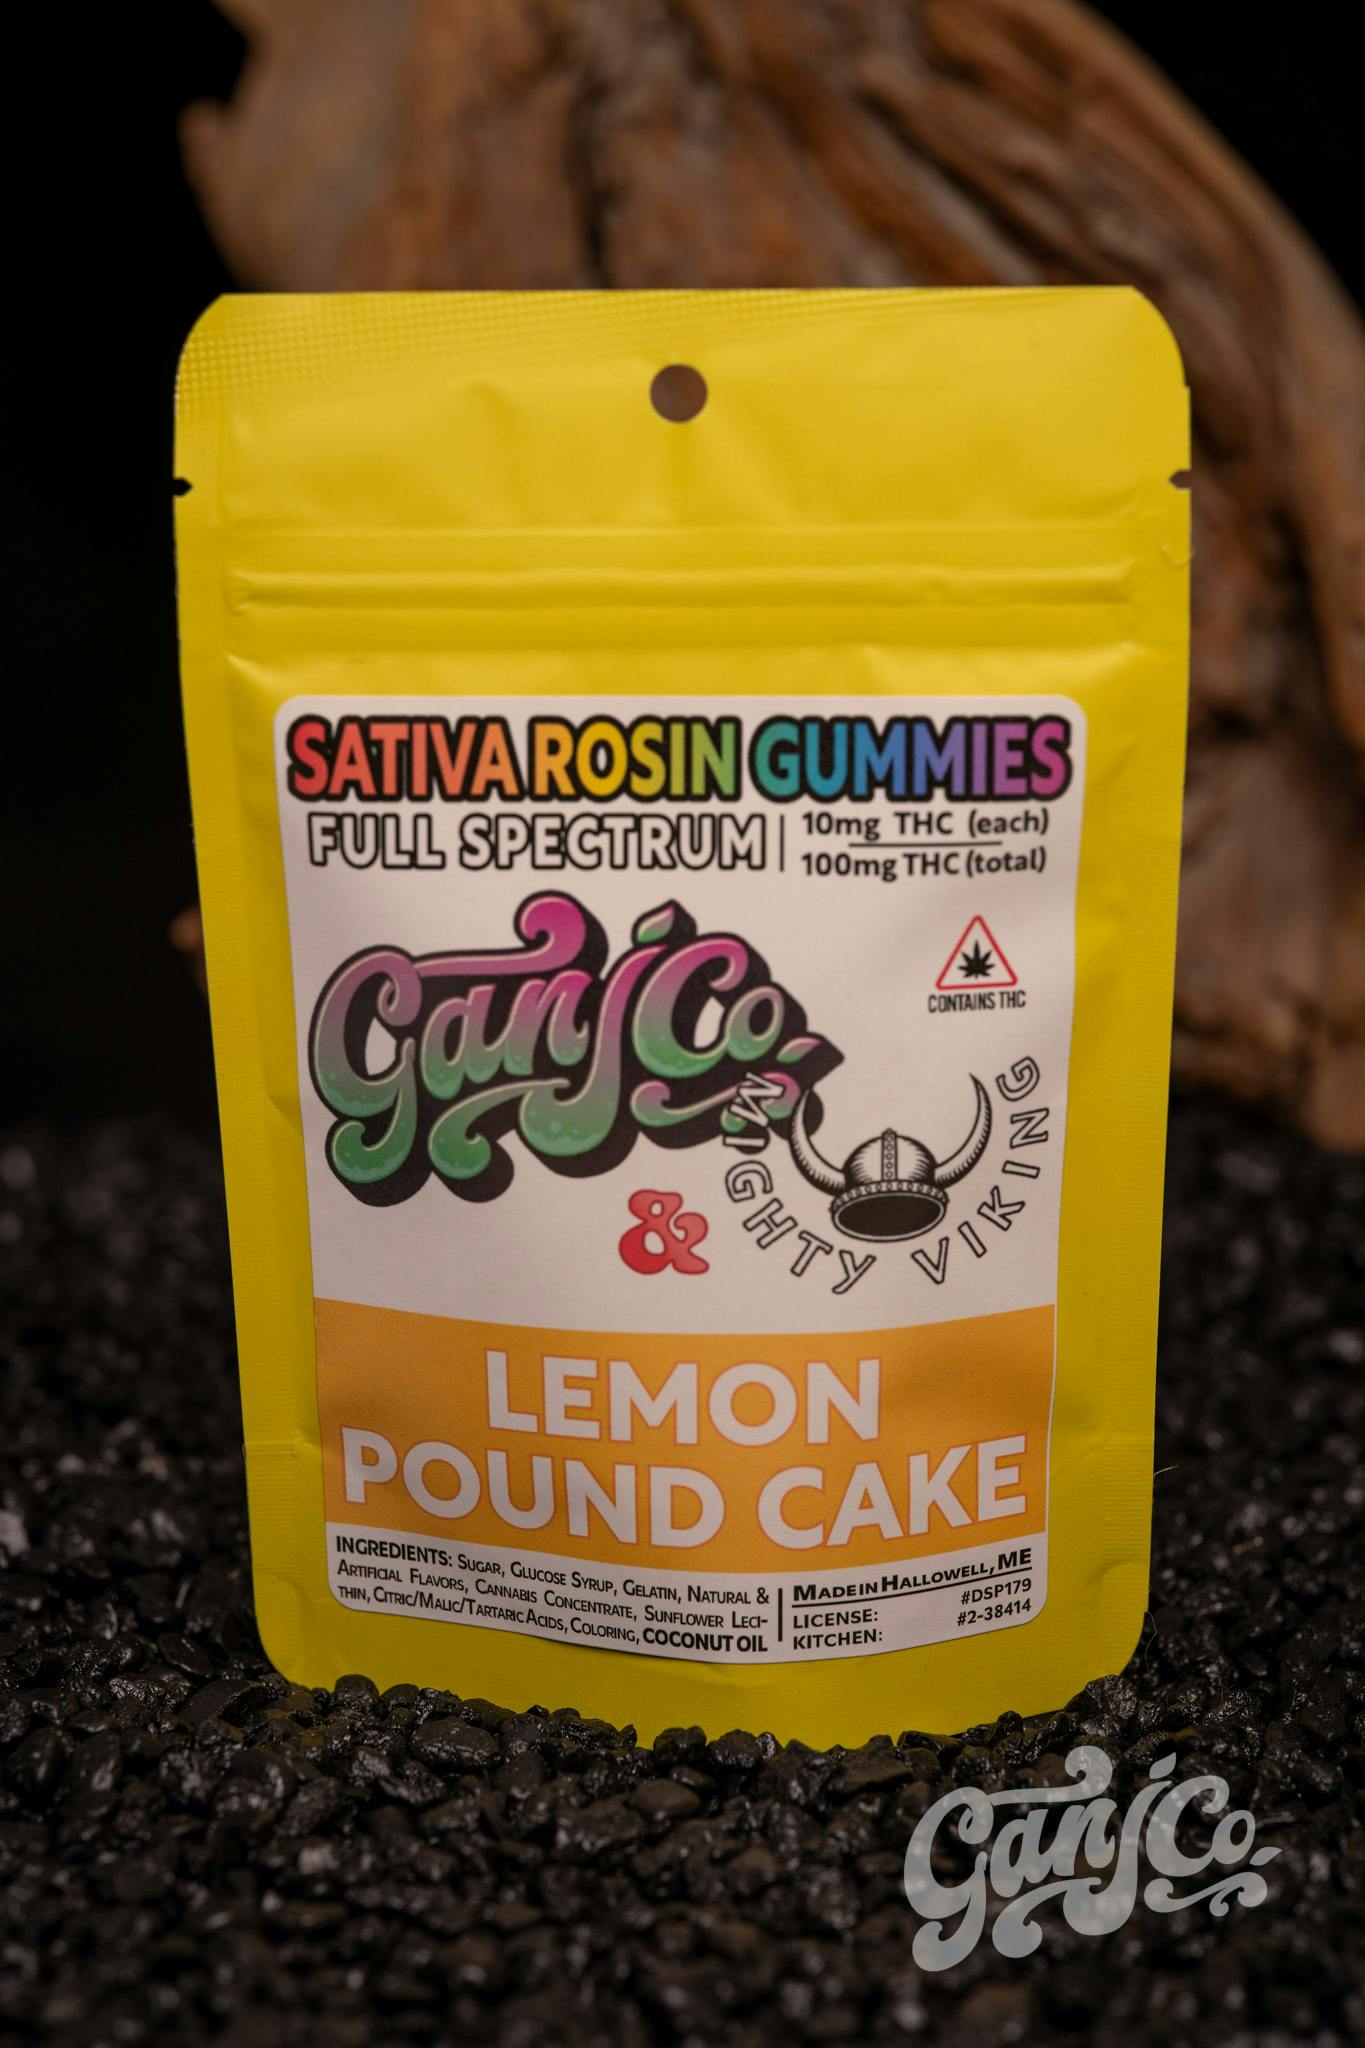 SATIVA ROSIN GUMMIES
FULL SPECTRUM
10mg THC (each)
100mg THC (total)
GanjCo.
CONTAINS THC
&
MIGHTY VIKING
LEMON
POUND CAKE
INGREDIENTS: SUGAR, GLUCOSE SYRUP, GELATIN, NATURAL &
ARTIFICIAL FLAVORS, CANNABIS CONCENTRATE, SUNFLOWER LECI-
THIN, CITRIC/MALIC/TARTARIC ACIDS, COLORING, COCONUT OIL
MADE IN HALLOWELL, ME
LICENSE: #DSP179
KITCHEN: #2-38414
GanjCo.